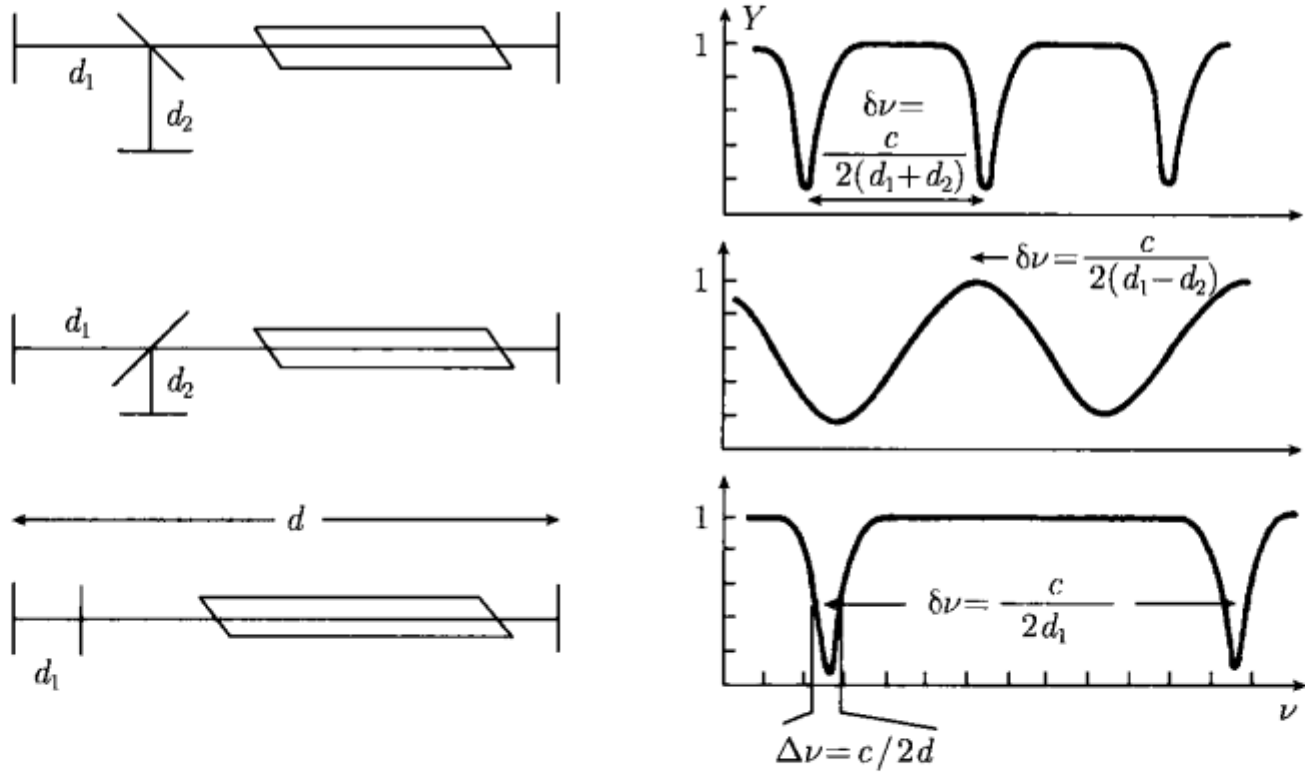 d₁
d₂
Y
1
δν=
c
2(d₁+d₂)
d₁
d₂
1
δν= c
2(d₁−d₂)
d
d₁
1
δν= c
2d₁
ν
Δν=c/2d